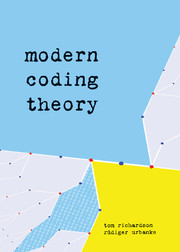 modern
coding
theory
tom richardson
rüdiger urbanke